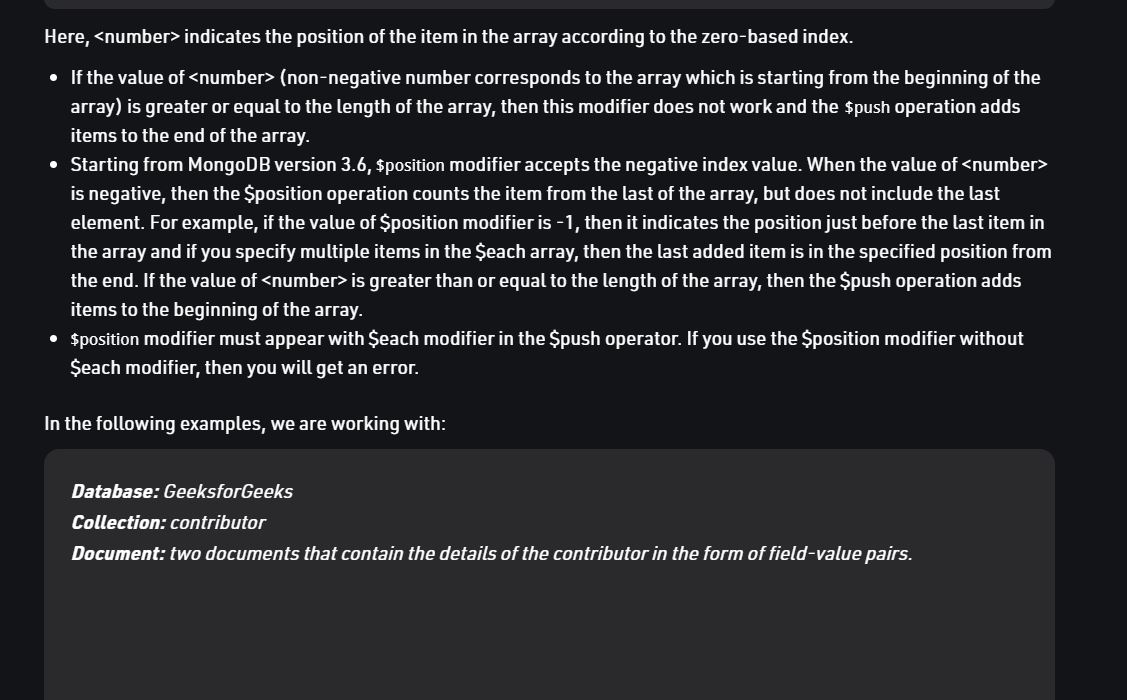 Here, <number> indicates the position of the item in the array according to the zero-based index.
• If the value of <number> (non-negative number corresponds to the array which is starting from the beginning of the
array) is greater or equal to the length of the array, then this modifier does not work and the $push operation adds
items to the end of the array.
• Starting from MongoDB version 3.6, $position modifier accepts the negative index value. When the value of <number>
is negative, then the $position operation counts the item from the last of the array, but does not include the last
element. For example, if the value of $position modifier is -1, then it indicates the position just before the last item in
the array and if you specify multiple items in the $each array, then the last added item is in the specified position from
the end. If the value of <number> is greater than or equal to the length of the array, then the $push operation adds
items to the beginning of the array.
• $position modifier must appear with $each modifier in the $push operator. If you use the $position modifier without
$each modifier, then you will get an error.
In the following examples, we are working with:
Database: GeeksforGeeks
Collection: contributor
Document: two documents that contain the details of the contributor in the form of field-value pairs.